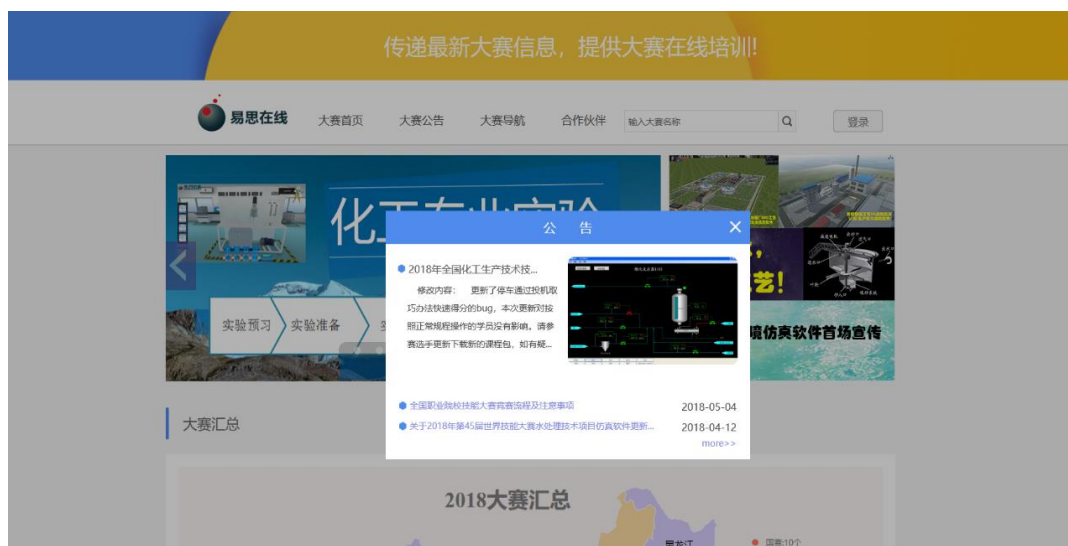 传递最新大赛信息，提供大赛在线培训!
易思在线
大赛首页
大赛公告
大赛导航
合作伙伴
输入大赛名称
登录
公 告
2018年全国化工生产技术技...
修改内容： 更新了停车通过投机取
巧办法快速得分的bug，本次更新对按
照正常规程操作的学员没有影响。请参
赛选手更新下载新的课程包，如有疑...
全国职业院校技能大赛竞赛流程及注意事项
2018-05-04
关于2018年第45届世界技能大赛水处理技术项目仿真软件更新...
2018-04-12
more>>
实验预习
实验准备
境仿真软件首场宣传
大赛汇总
2018大赛汇总
黑龙江
国赛:10个